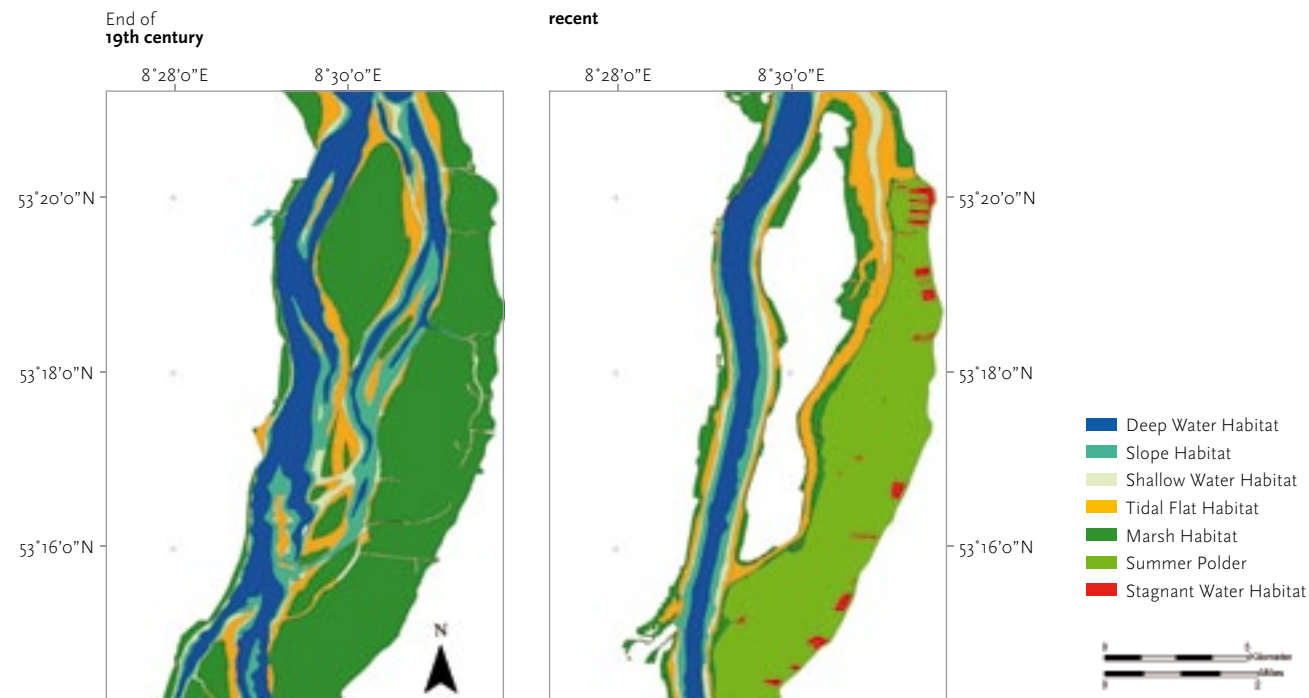 End of
19th century
recent
8°28'0"E
8°30'0"E
8°28'0"E
8°30'0"E
53°20'0"N
53°20'0"N
53°18'0"N
53°18'0"N
53°16'0"N
53°16'0"N
N
Deep Water Habitat
Slope Habitat
Shallow Water Habitat
Tidal Flat Habitat
Marsh Habitat
Summer Polder
Stagnant Water Habitat